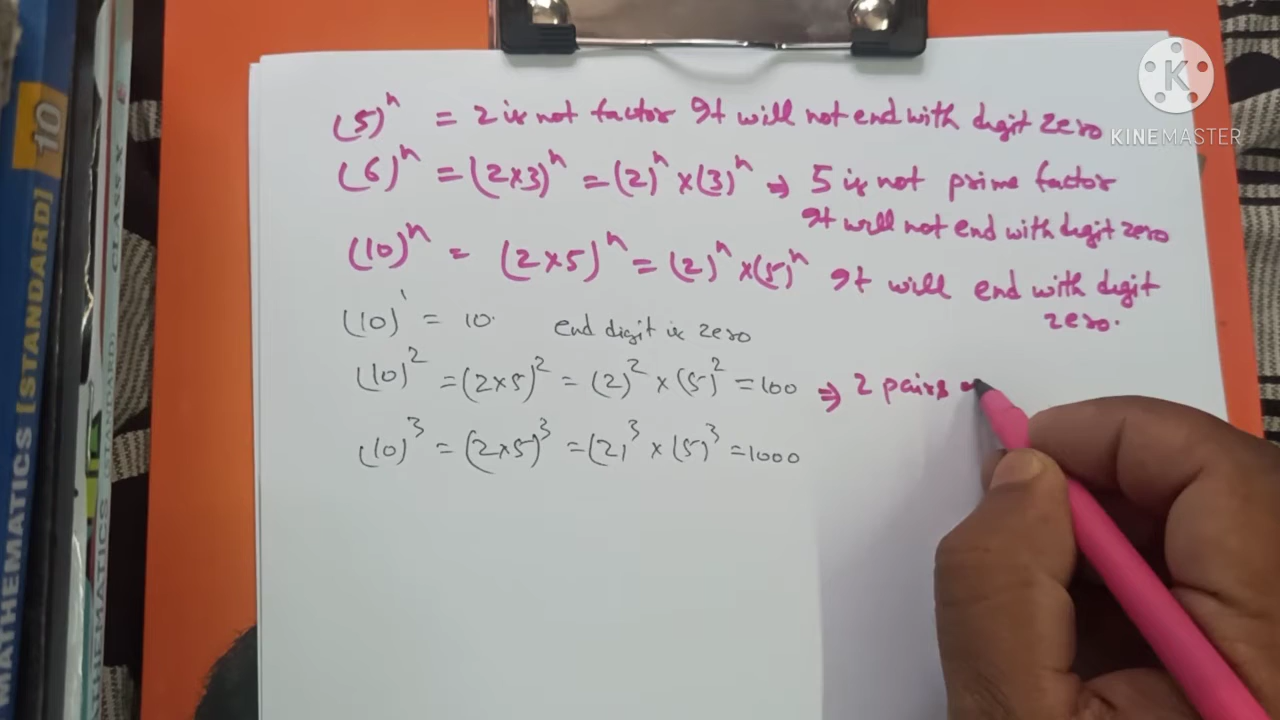 (5)ⁿ = 2 is not factor It will not end with digit zero
(6)ⁿ = (2×3)ⁿ = (2)ⁿ × (3)ⁿ ⇒ 5 is not prime factor
It will not end with digit zero
(10)ⁿ = (2×5)ⁿ = (2)ⁿ × (5)ⁿ It will end with digit
zero.
(10)¹ = 10. end digit is zero
(10)² = (2×5)² = (2)² × (5)² = 100 ⇒ 2 pairs
(10)³ = (2×5)³ = (2)³ × (5)³ = 1000
K
KINEMASTER
MATHEMATICS [STANDARD] 10
MATHEMATICS (STANDARD) CLASS X